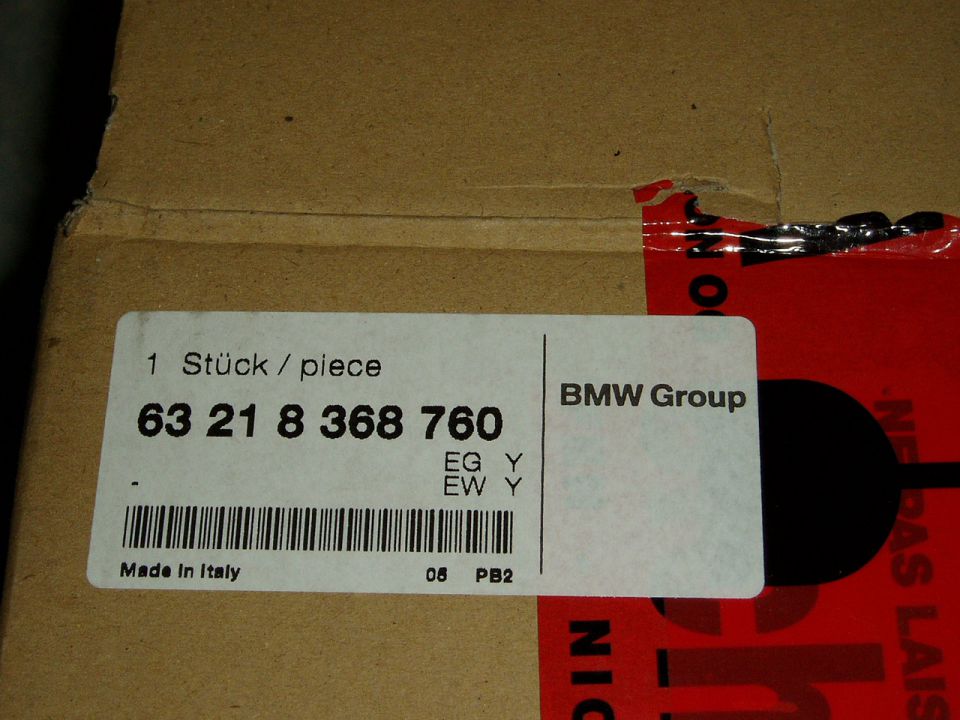 1 Stück / piece
63 21 8 368 760
EG Y
- EW Y
Made in Italy 05 PB2
BMW Group
NE PAS LAIS